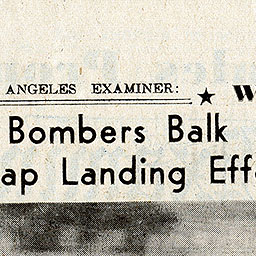 ANGELES EXAMINER: ★ W
Bombers Balk
ap Landing Eff